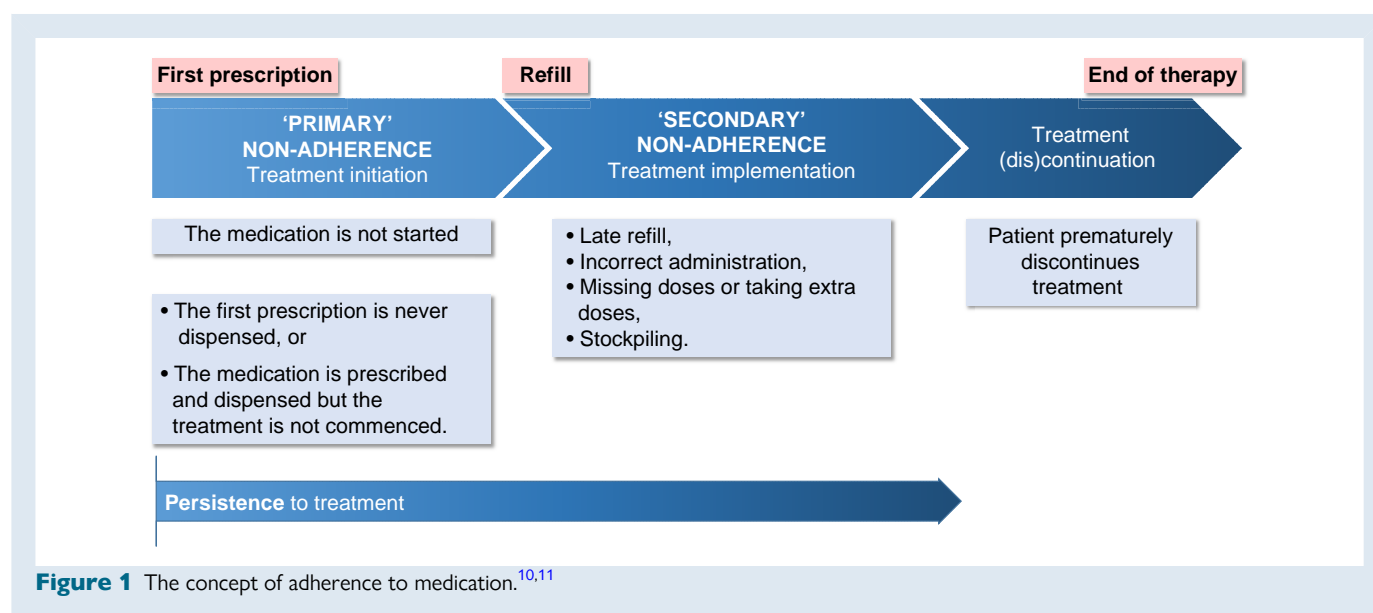 First prescription
Refill
End of therapy
‘PRIMARY’
NON-ADHERENCE
Treatment initiation
‘SECONDARY’
NON-ADHERENCE
Treatment implementation
Treatment
(dis)continuation
The medication is not started
• The first prescription is never
dispensed, or
• The medication is prescribed
and dispensed but the
treatment is not commenced.
• Late refill,
• Incorrect administration,
• Missing doses or taking extra
doses,
• Stockpiling.
Patient prematurely
discontinues
treatment
Persistence to treatment
Figure 1 The concept of adherence to medication.10,11